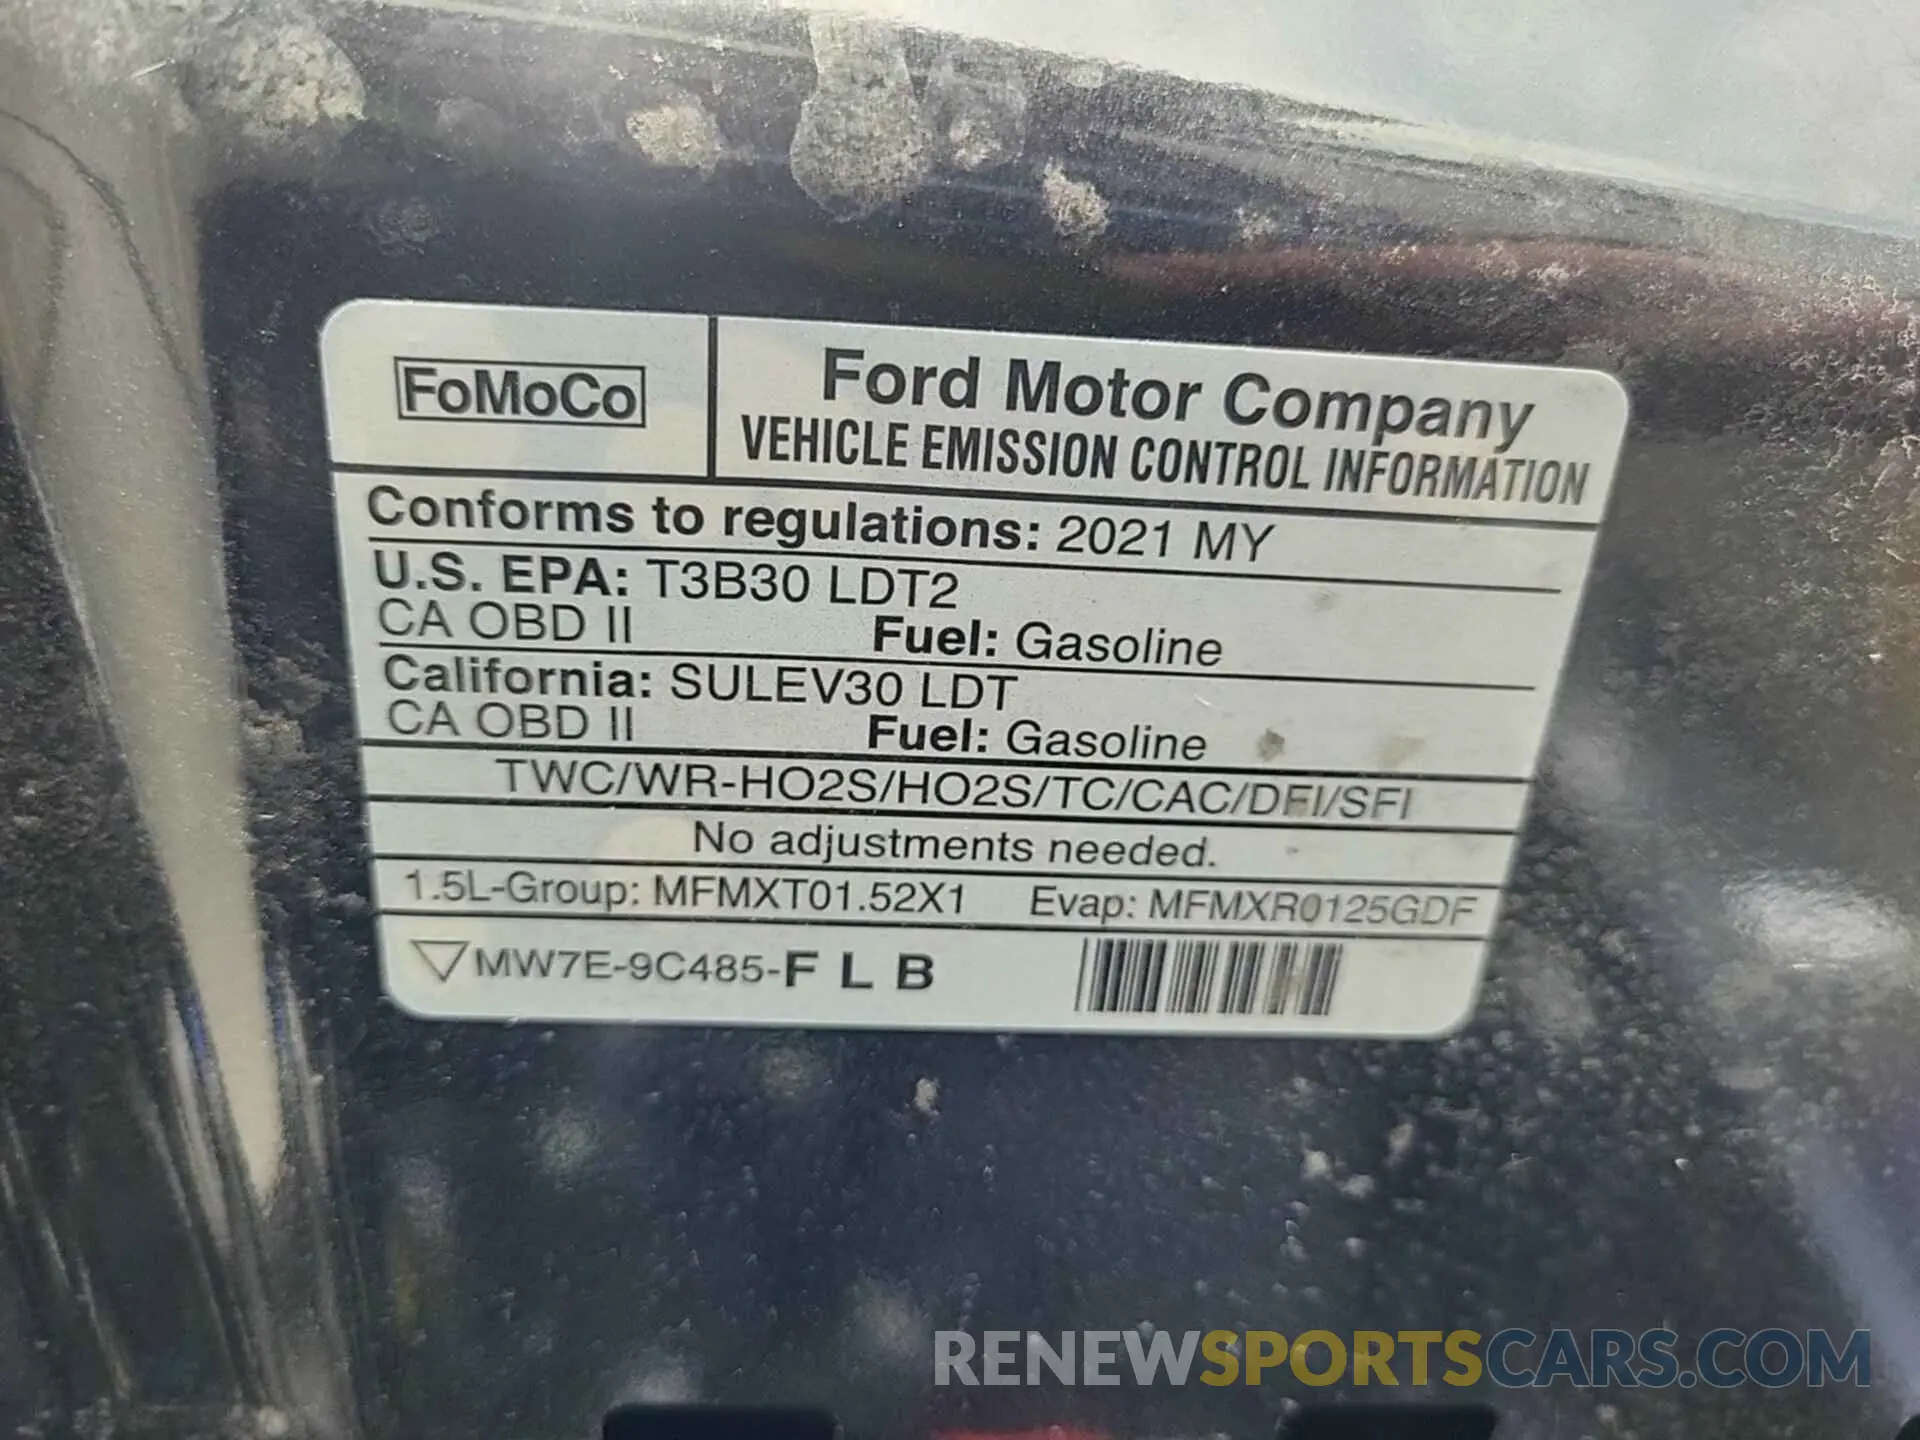 FoMoCo
Ford Motor Company
VEHICLE EMISSION CONTROL INFORMATION
Conforms to regulations: 2021 MY
U.S. EPA: T3B30 LDT2
CA OBD II Fuel: Gasoline
California: SULEV30 LDT
CA OBD II Fuel: Gasoline
TWC/WR-HO2S/HO2S/TC/CAC/DFI/SFI
No adjustments needed.
1.5L-Group: MFMXT01.52X1 Evap: MFMXR0125GDF
MW7E-9C485-F L B
RENEWSPORTSCARS.COM